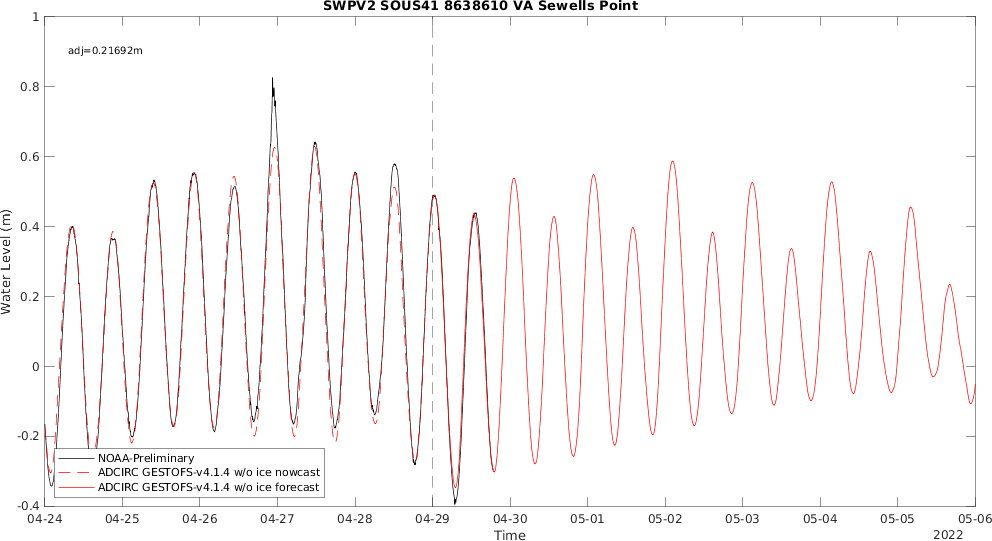 SWPV2 SOUS41 8638610 VA Sewells Point
adj=0.21692m
1
0.8
0.6
0.4
0.2
0
-0.2
-0.4
Water Level (m)
NOAA-Preliminary
ADCIRC GESTOFS-v4.1.4 w/o ice nowcast
ADCIRC GESTOFS-v4.1.4 w/o ice forecast
04-24 04-25 04-26 04-27 04-28 04-29 04-30 05-01 05-02 05-03 05-04 05-05 05-06
Time
2022